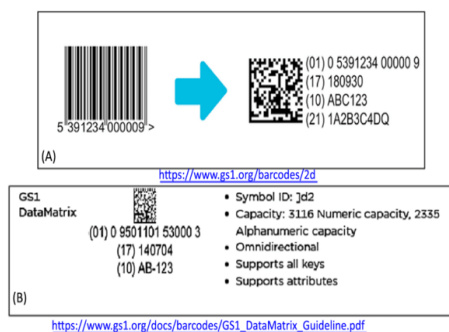 (01) 0 5391234 00000 9
(17) 180930
(10) ABC123
(21) 1A2B3C4DQ
5 391234 000009 >
(A)
https://www.gs1.org/barcodes/2d
GS1
DataMatrix
(01) 0 9501101 53000 3
(17) 140704
(10) AB-123
(B)
• Symbol ID: ]d2
• Capacity: 3116 Numeric capacity, 2335
Alphanumeric capacity
• Omnidirectional
• Supports all keys
• Supports attributes
https://www.gs1.org/docs/barcodes/GS1_DataMatrix_Guideline.pdf